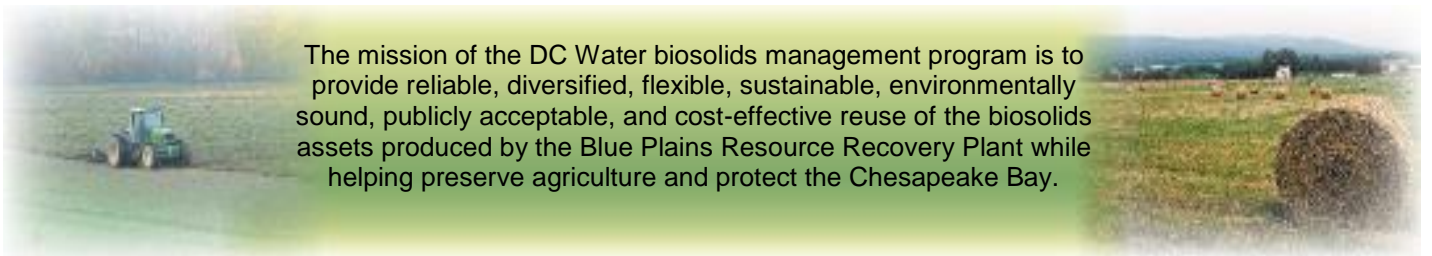 The mission of the DC Water biosolids management program is to
provide reliable, diversified, flexible, sustainable, environmentally
sound, publicly acceptable, and cost-effective reuse of the biosolids
assets produced by the Blue Plains Resource Recovery Plant while
helping preserve agriculture and protect the Chesapeake Bay.